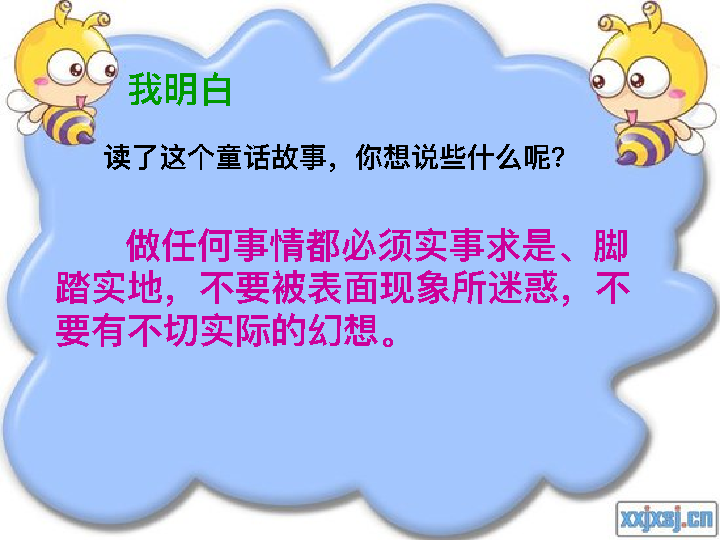 我明白
读了这个童话故事，你想说些什么呢?
做任何事情都必须实事求是、脚
踏实地，不要被表面现象所迷惑，不
要有不切实际的幻想。
xxjxsj.cn